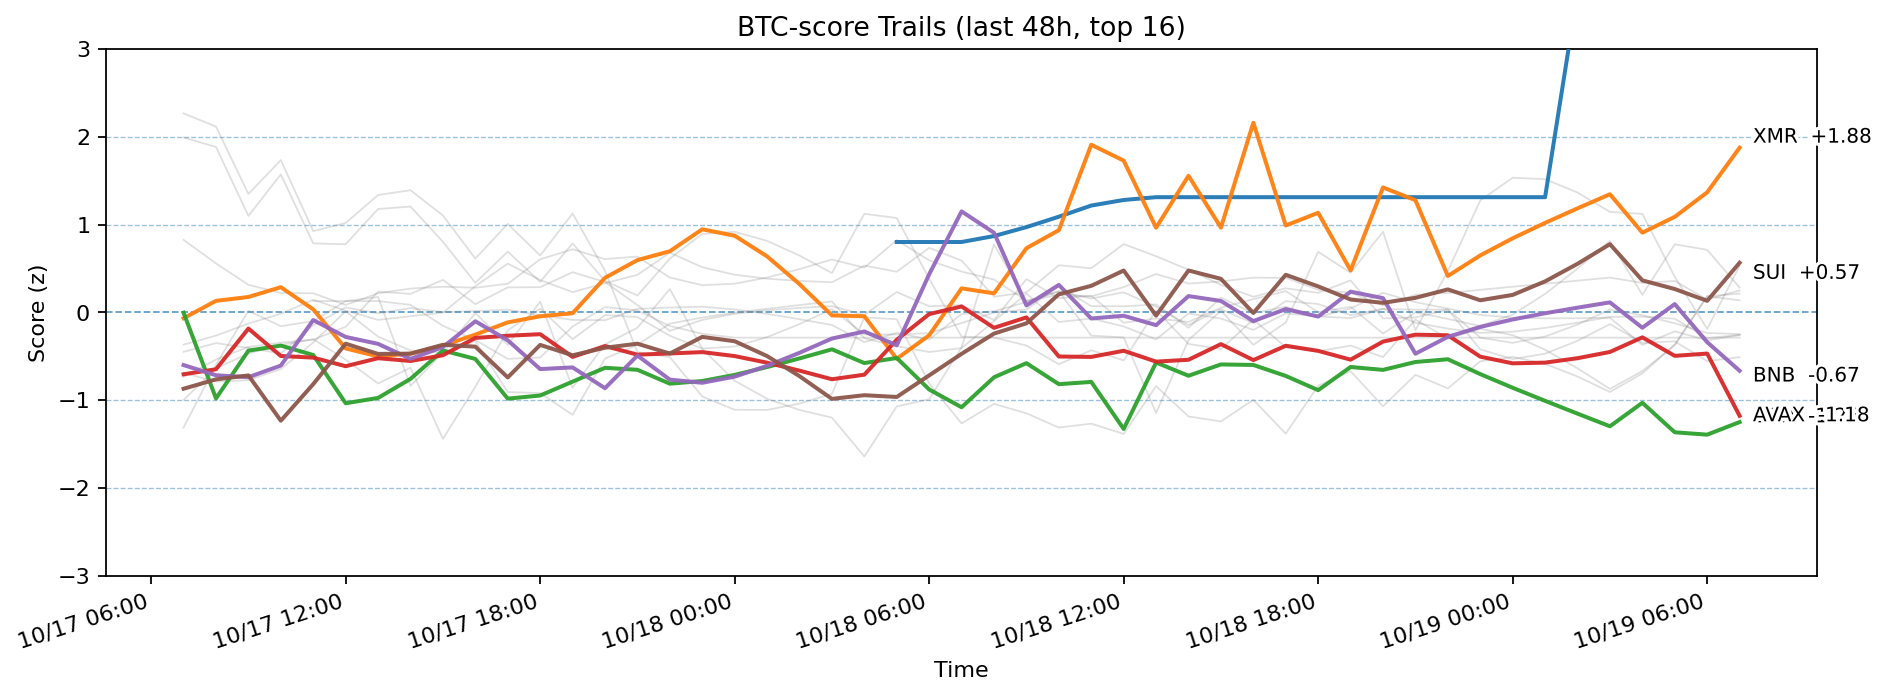 BTC-score Trails (last 48h, top 16)
Score (z)
3
2
1
0
−1
−2
−3
XMR +1.88
SUI +0.57
BNB -0.67
AVAX -1.18
10/17 06:00
10/17 12:00
10/17 18:00
10/18 00:00
10/18 06:00
10/18 12:00
10/18 18:00
10/19 00:00
10/19 06:00
Time